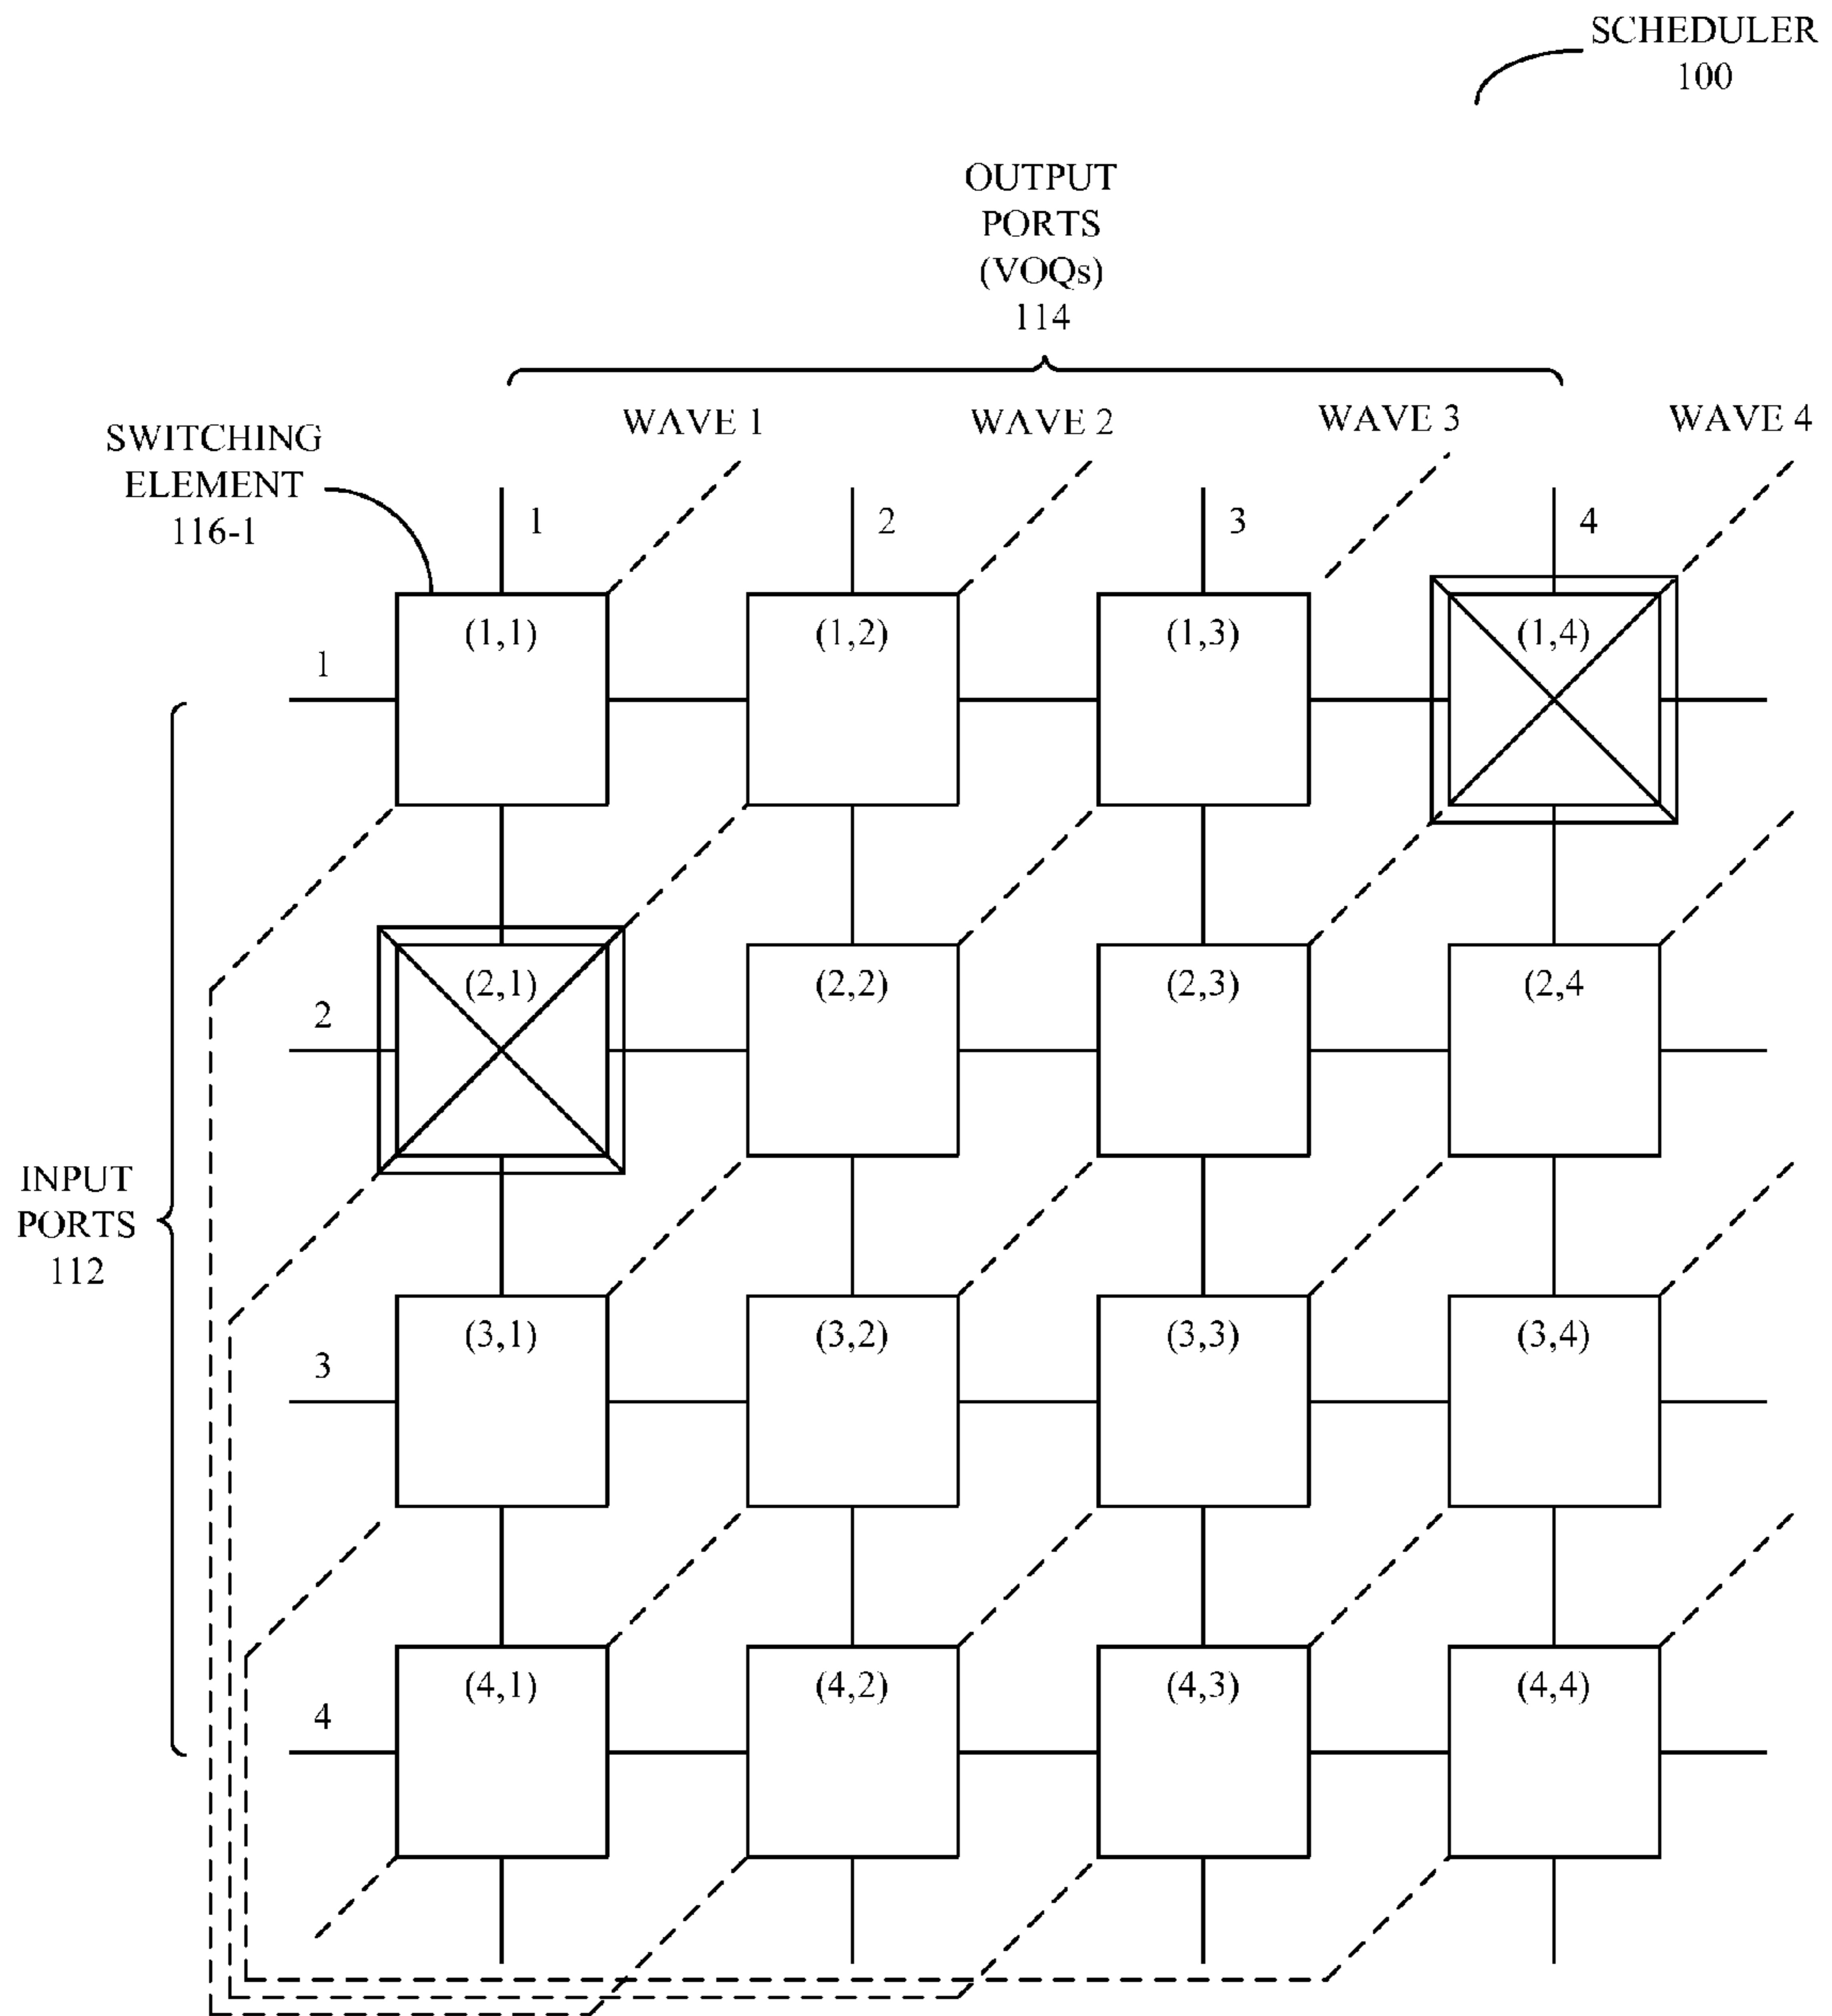 SCHEDULER
100
OUTPUT
PORTS
(VOQs)
114
WAVE 1
WAVE 2
WAVE 3
WAVE 4
SWITCHING
ELEMENT
116-1
1
2
3
4
(1,1)
(1,2)
(1,3)
(1,4)
1
(2,1)
(2,2)
(2,3)
(2,4
2
INPUT
PORTS
112
(3,1)
(3,2)
(3,3)
(3,4)
3
(4,1)
(4,2)
(4,3)
(4,4)
4